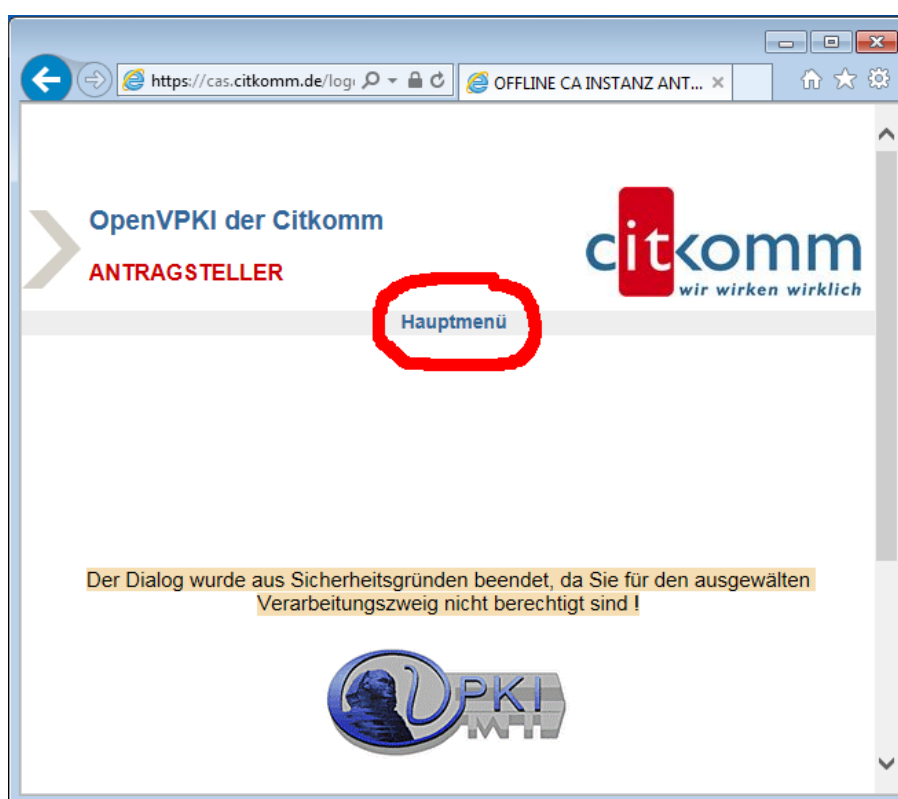 https://cas.citkomm.de/logi
OFFLINE CA INSTANZ ANT...
OpenVPKI der Citkomm
ANTRAGSTELLER
citkomm
wir wirken wirklich
Hauptmenü
Der Dialog wurde aus Sicherheitsgründen beendet, da Sie für den ausgewälten
Verarbeitungszweig nicht berechtigt sind !
PKI